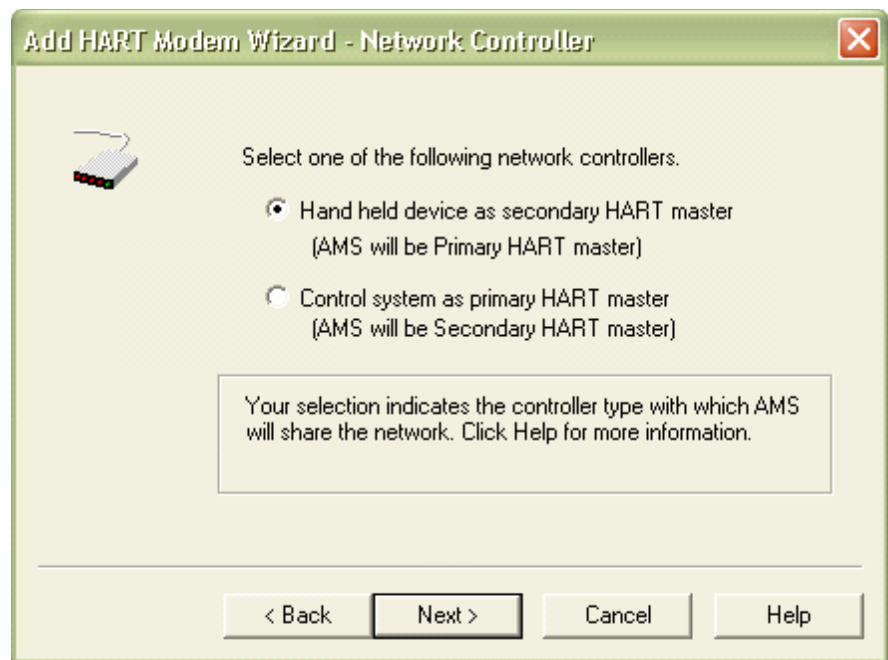 Add HART Modem Wizard - Network Controller
Select one of the following network controllers.
Hand held device as secondary HART master
(AMS will be Primary HART master)
Control system as primary HART master
(AMS will be Secondary HART master)
Your selection indicates the controller type with which AMS
will share the network. Click Help for more information.
< Back Next > Cancel Help